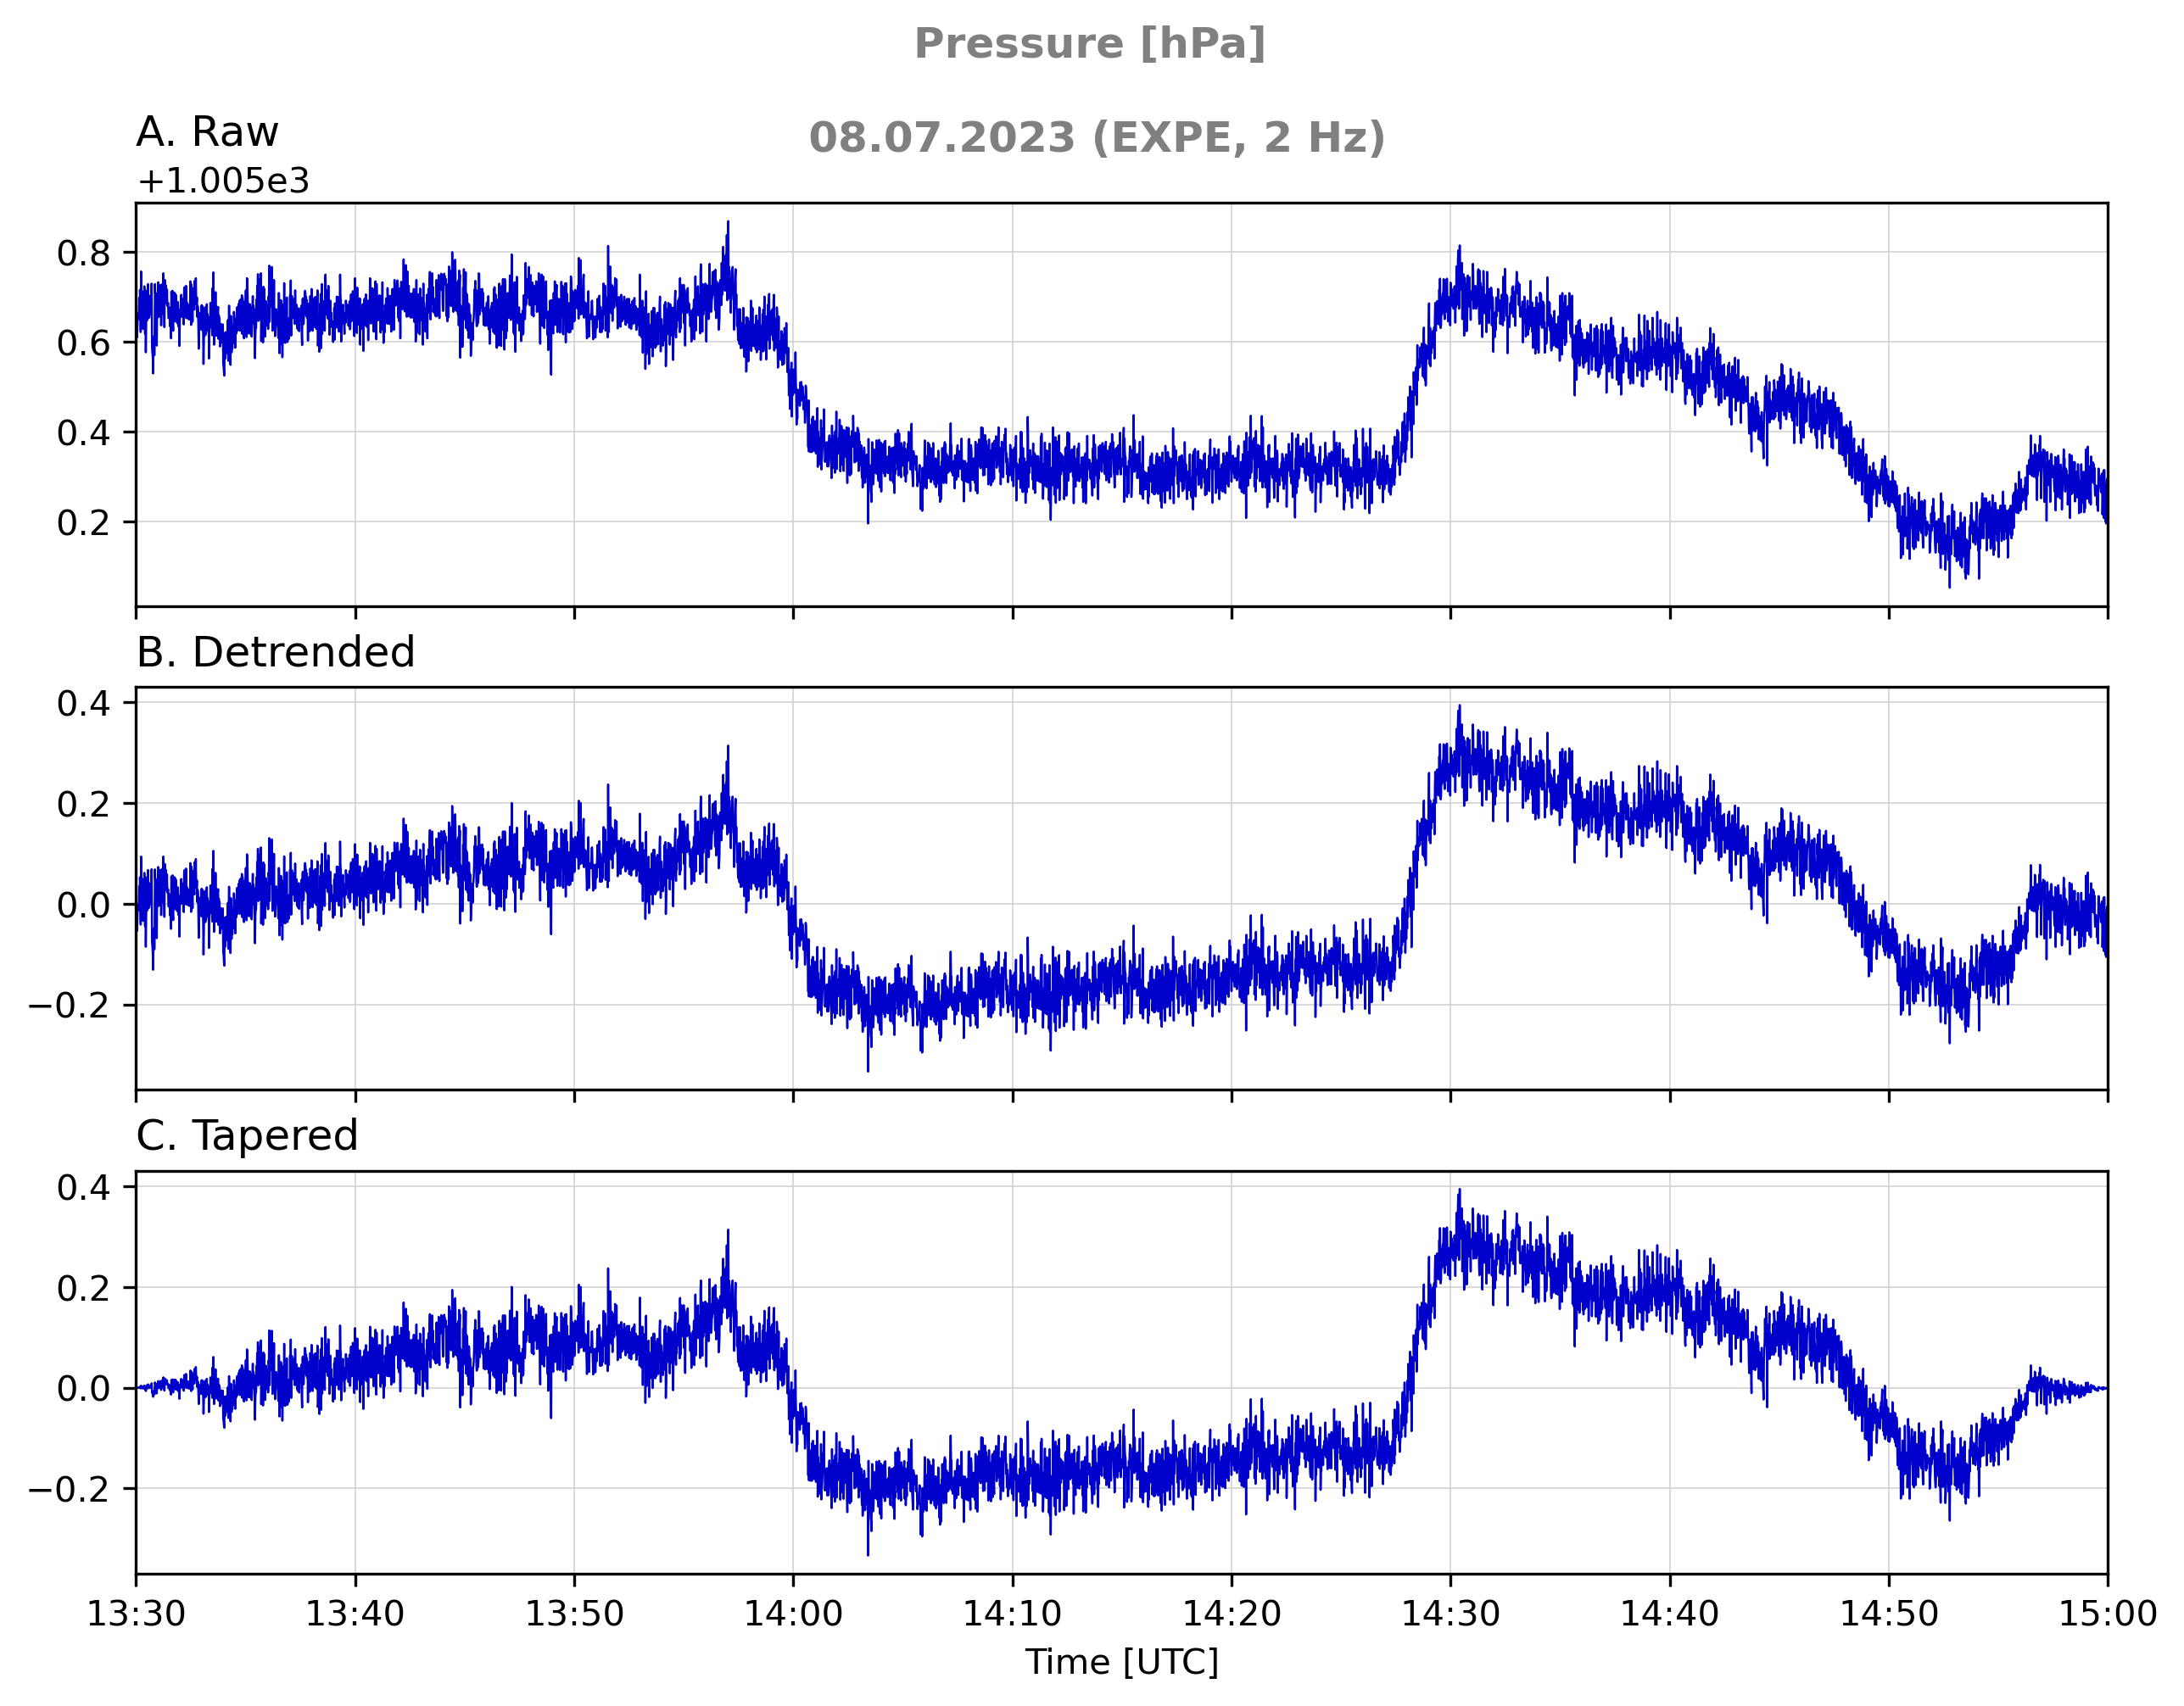 Pressure [hPa]
08.07.2023 (EXPE, 2 Hz)
A. Raw
+1.005e3
0.8
0.6
0.4
0.2
B. Detrended
0.4
0.2
0.0
−0.2
C. Tapered
0.4
0.2
0.0
−0.2
13:30 13:40 13:50 14:00 14:10 14:20 14:30 14:40 14:50 15:00
Time [UTC]